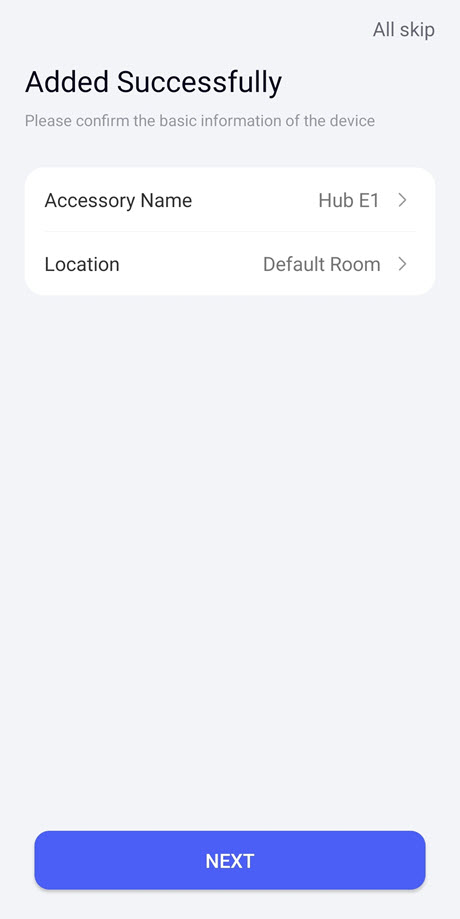 All skip
Added Successfully
Please confirm the basic information of the device
Accessory Name Hub E1
Location Default Room
NEXT